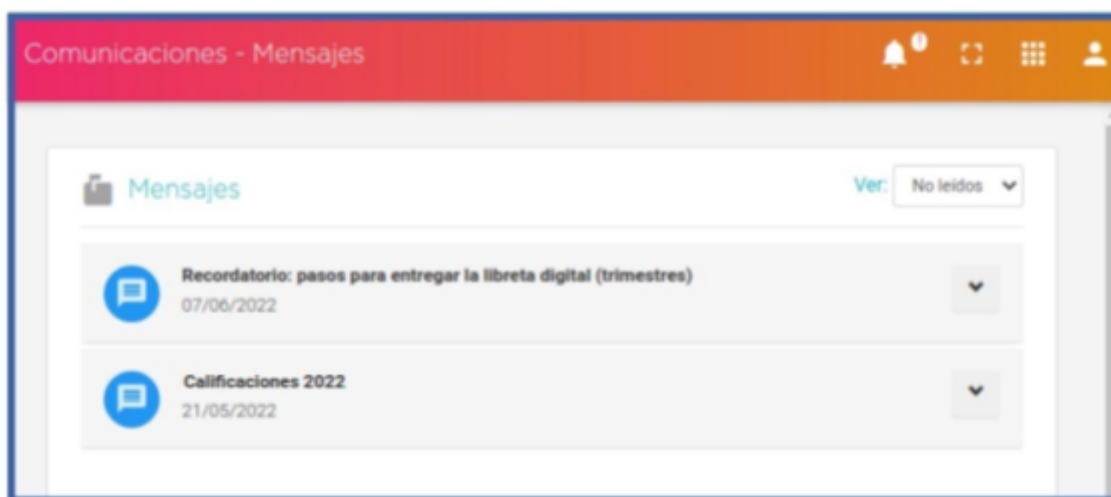 Comunicaciones - Mensajes
Mensajes
Ver: No leídos
Recordatorio: pasos para entregar la libreta digital (trimestres)
07/06/2022
Calificaciones 2022
21/05/2022